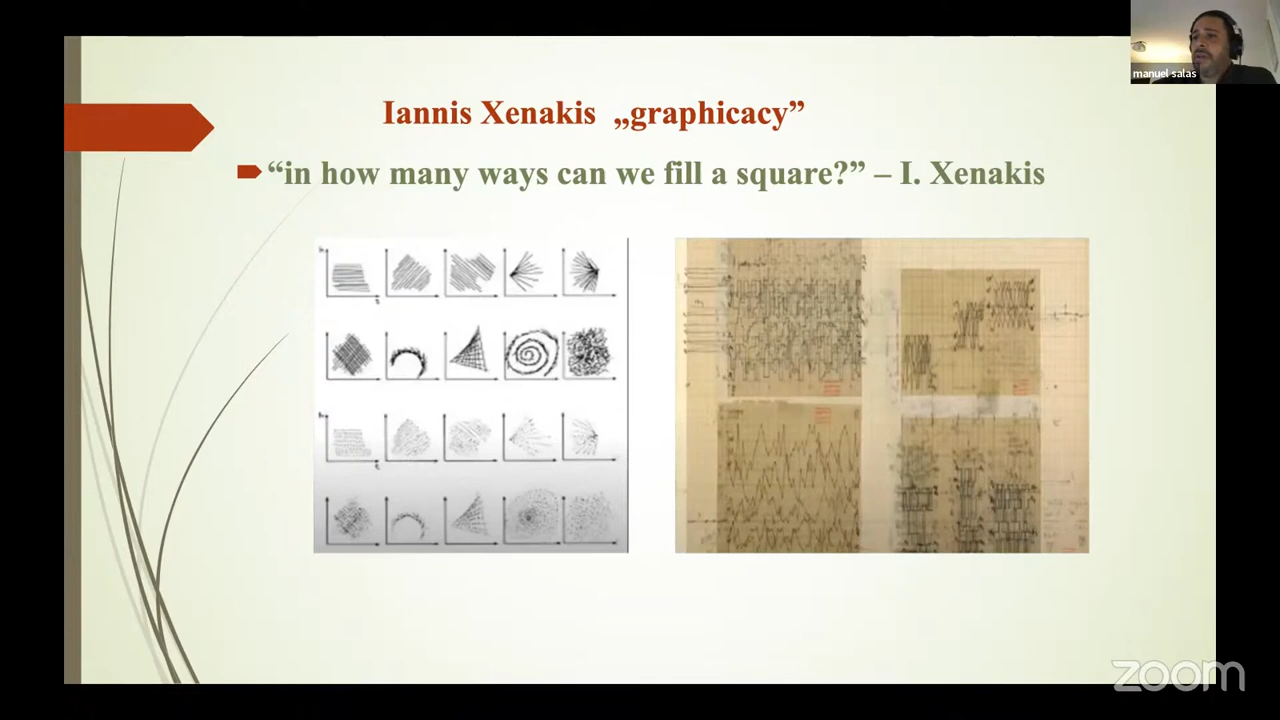 manuel salas
Iannis Xenakis „graphicacy”
“in how many ways can we fill a square?” – I. Xenakis
zoom